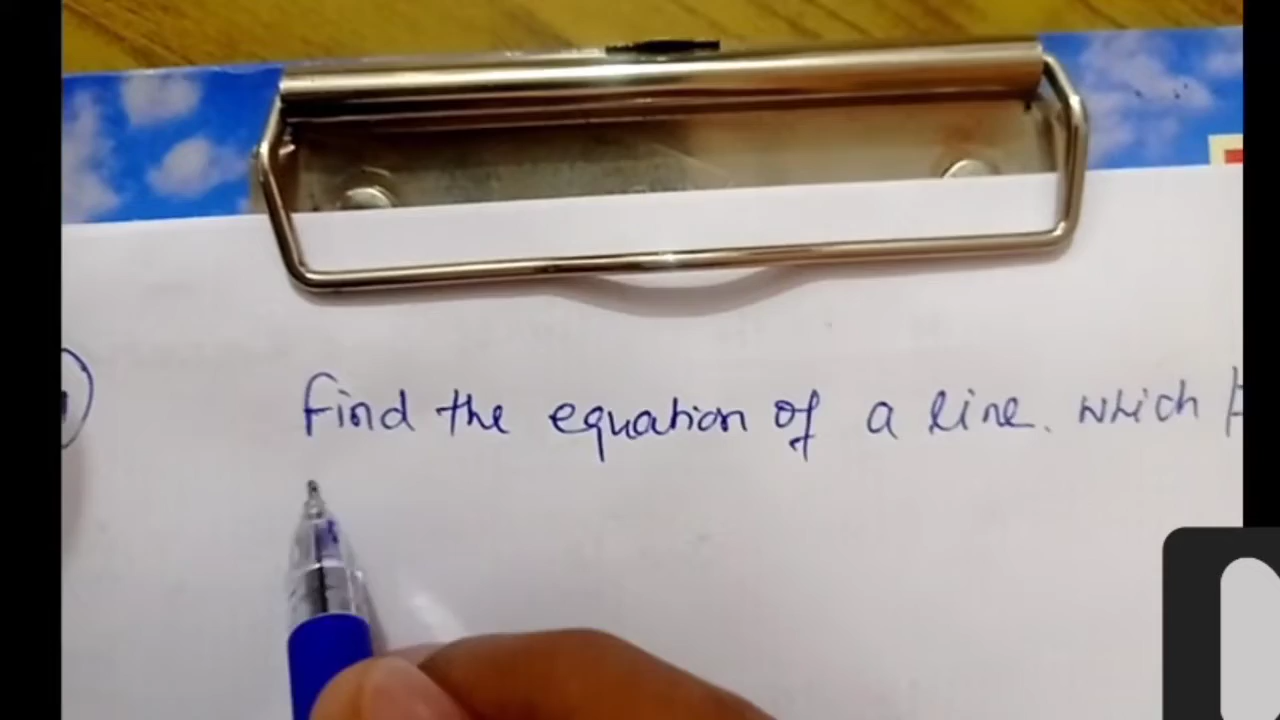 Find the equation of a line. which